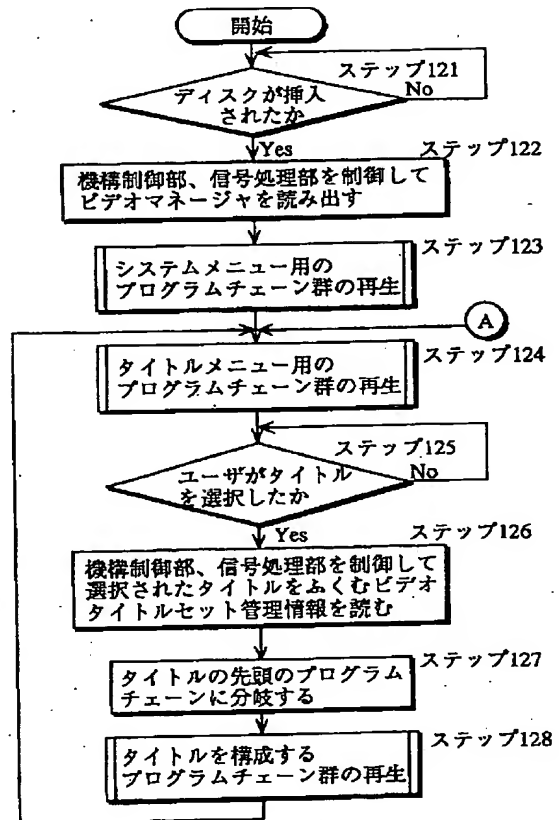 開始
ステップ121
No
ディスクが挿入
されたか
Yes
ステップ122
機構制御部、信号処理部を制御して
ビデオマネージャを読み出す
ステップ123
システムメニュー用の
プログラムチェーン群の再生
A
ステップ124
タイトルメニュー用の
プログラムチェーン群の再生
ステップ125
No
ユーザがタイトル
を選択したか
Yes
ステップ126
機構制御部、信号処理部を制御して
選択されたタイトルをふくむビデオ
タイトルセット管理情報を読む
ステップ127
タイトルの先頭のプログラム
チェーンに分岐する
ステップ128
タイトルを構成する
プログラムチェーン群の再生